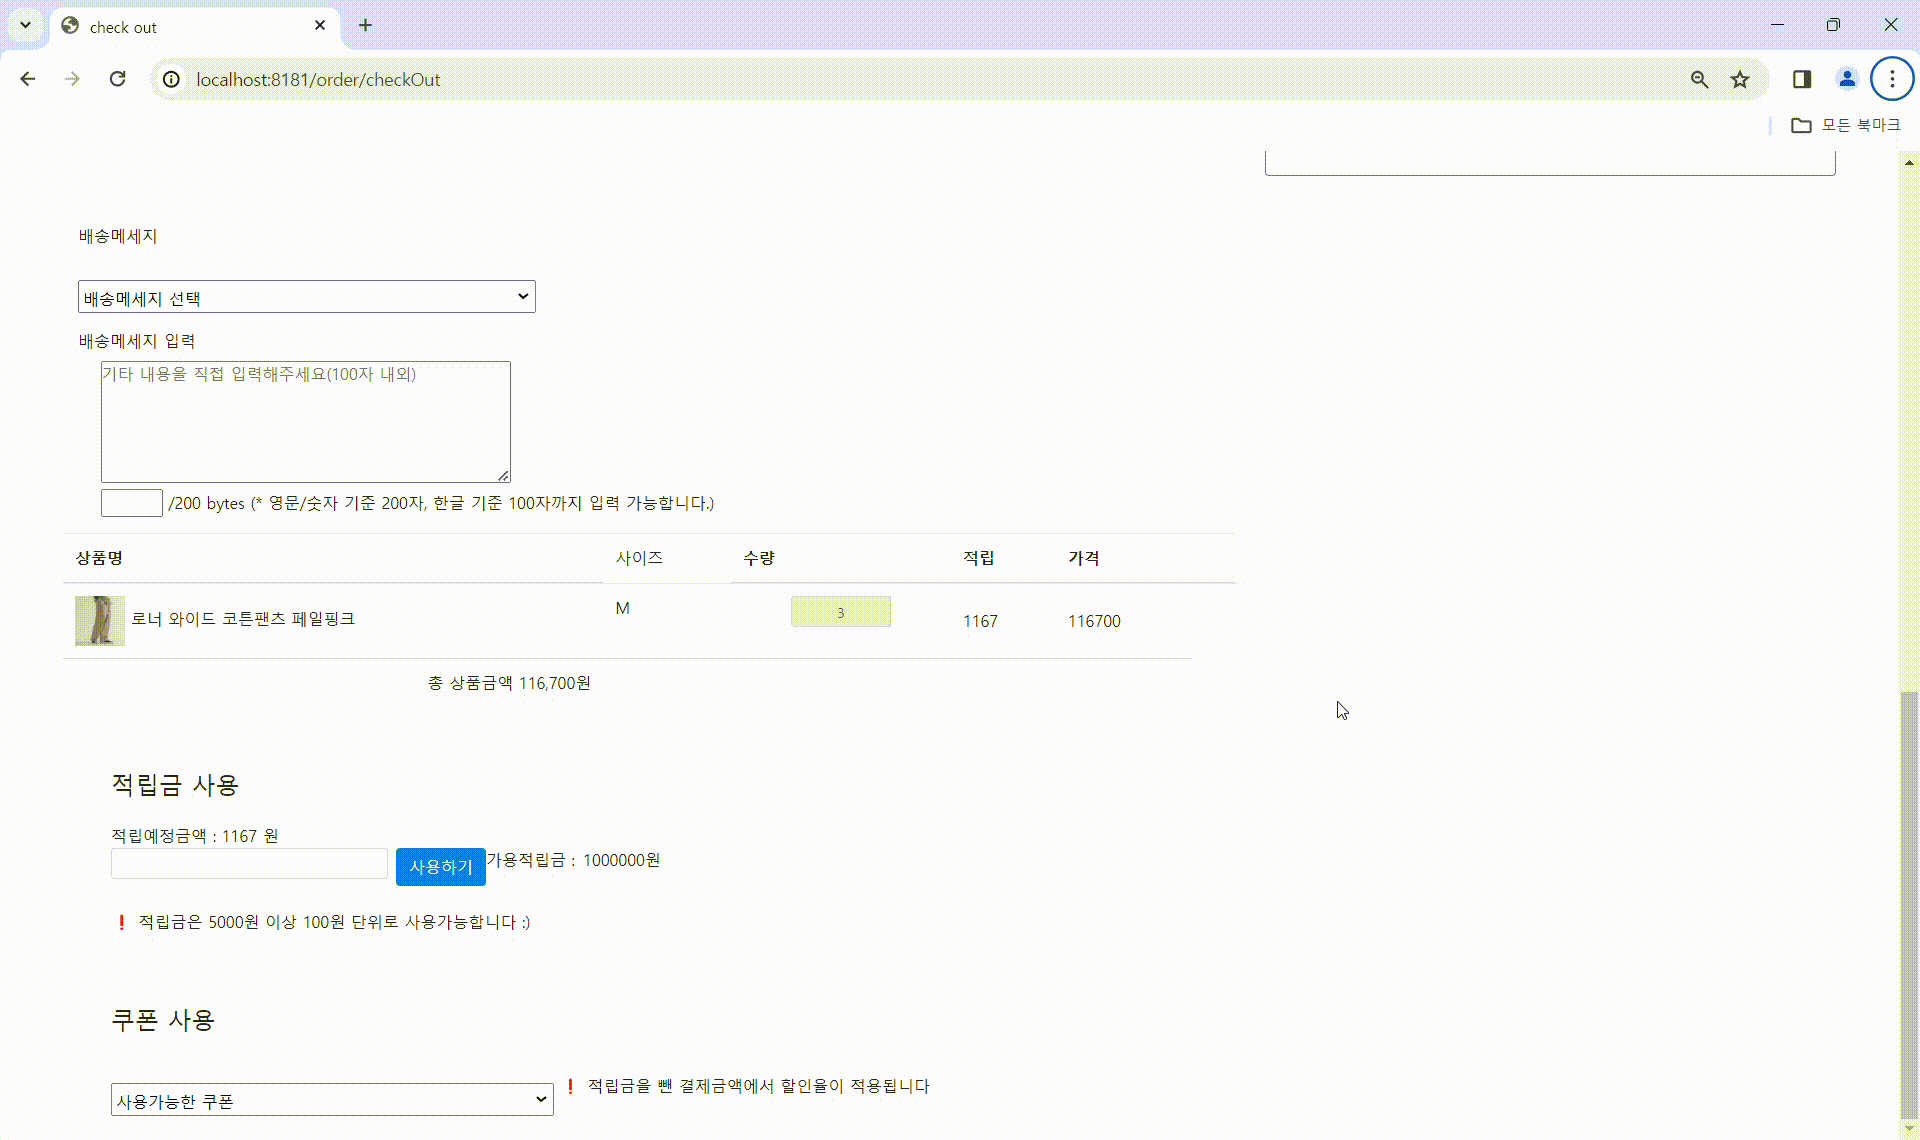 check out
localhost:8181/order/checkOut
모든 북마크
배송메세지
배송메세지 선택
배송메세지 입력
기타 내용을 직접 입력해주세요(100자 내외)
/200 bytes (* 영문/숫자 기준 200자, 한글 기준 100자까지 입력 가능합니다.)
상품명 사이즈 수량 적립 가격
로너 와이드 코튼팬츠 페일핑크 M 3 1167 116700
총 상품금액 116,700원
적립금 사용
적립예정금액 : 1167 원
사용하기 가용적립금 : 1000000원
❗ 적립금은 5000원 이상 100원 단위로 사용가능합니다 :)
쿠폰 사용
사용가능한 쿠폰 ❗ 적립금을 뺀 결제금액에서 할인율이 적용됩니다